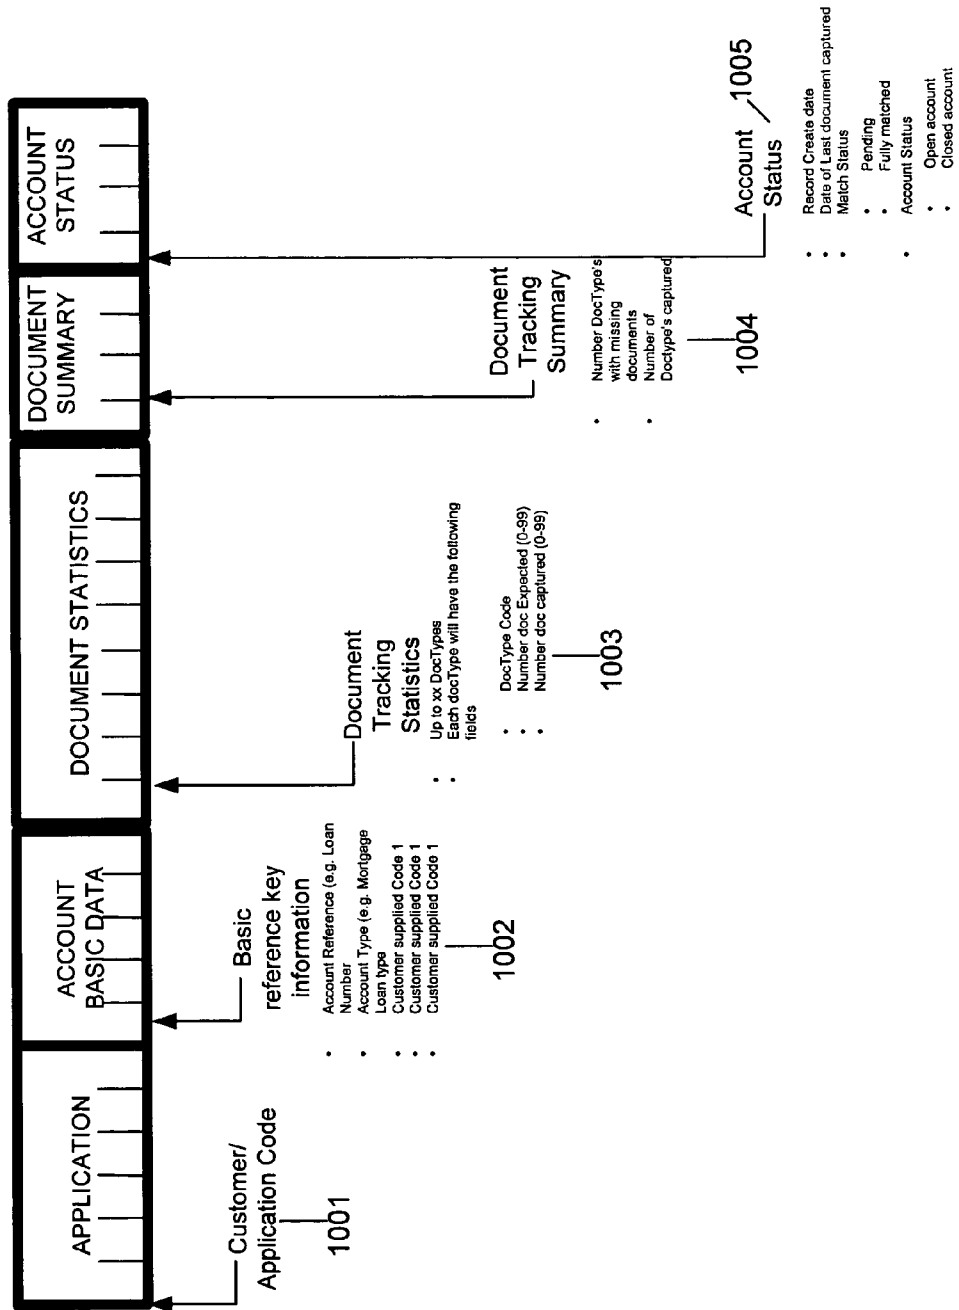 APPLICATION
ACCOUNT
BASIC DATA
DOCUMENT STATISTICS
DOCUMENT
SUMMARY
ACCOUNT
STATUS
Customer/
Application Code
1001
Basic
reference key
information
• Account Reference (e.g. Loan
Number
• Account Type (e.g. Mortgage
Loan type
• Customer supplied Code 1
• Customer supplied Code 1
• Customer supplied Code 1
1002
Document
Tracking
Statistics
• Up to xx DocTypes
• Each docType will have the following
fields
• DocType Code
• Number doc Expected (0-99)
• Number doc captured (0-99)
1003
Document
Tracking
Summary
• Number DocType's
with missing
documents
• Number of
Doctype's captured
1004
Account
Status
1005
• Record Create date
• Date of Last document captured
• Match Status
• Pending
• Fully matched
• Account Status
• Open account
• Closed account